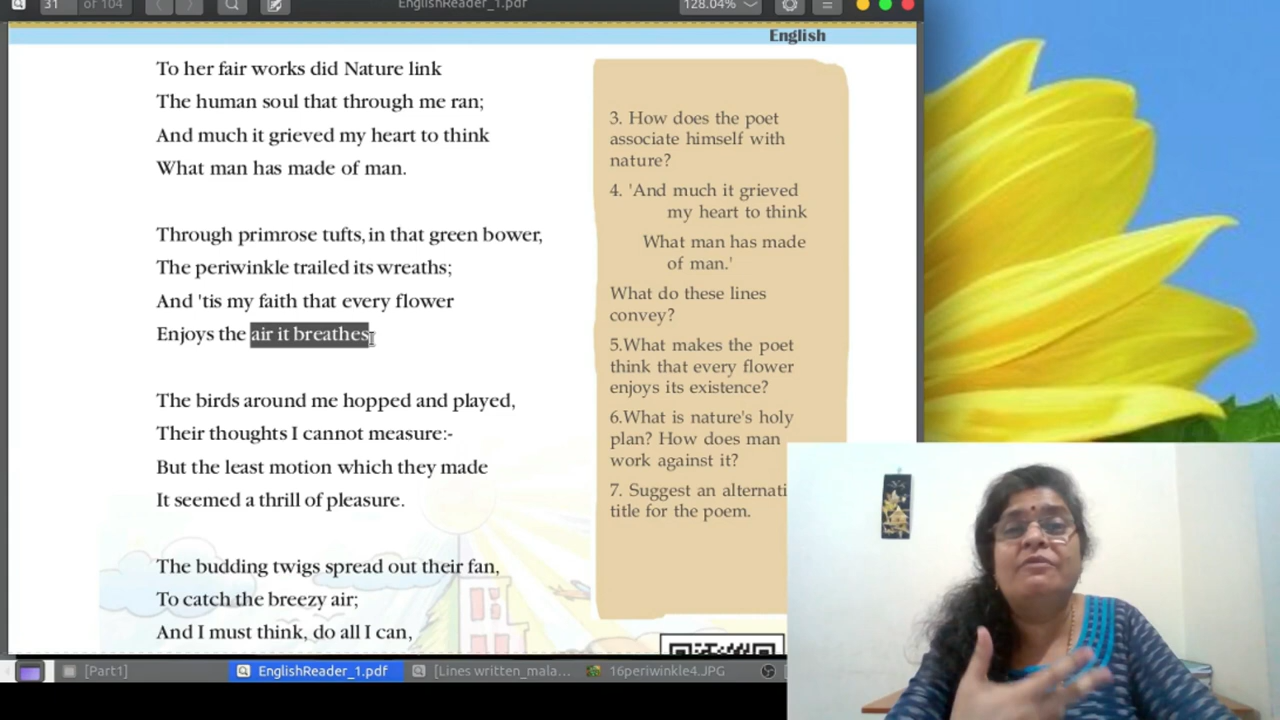 31
of 104
EnglishReader_1.pdf
128.04%
English
To her fair works did Nature link
The human soul that through me ran;
And much it grieved my heart to think
What man has made of man.
Through primrose tufts, in that green bower,
The periwinkle trailed its wreaths;
And 'tis my faith that every flower
Enjoys the air it breathes
The birds around me hopped and played,
Their thoughts I cannot measure:-
But the least motion which they made
It seemed a thrill of pleasure.
The budding twigs spread out their fan,
To catch the breezy air;
And I must think, do all I can,
3. How does the poet
associate himself with
nature?
4. 'And much it grieved
my heart to think
What man has made
of man.'
What do these lines
convey?
5.What makes the poet
think that every flower
enjoys its existence?
6.What is nature's holy
plan? How does man
work against it?
7. Suggest an alternati
title for the poem.
[Part1]
EnglishReader_1.pdf
[Lines written_mala...
16periwinkle4.JPG